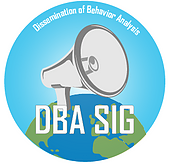 Dissemination of Behavior Analysis
DBA SIG